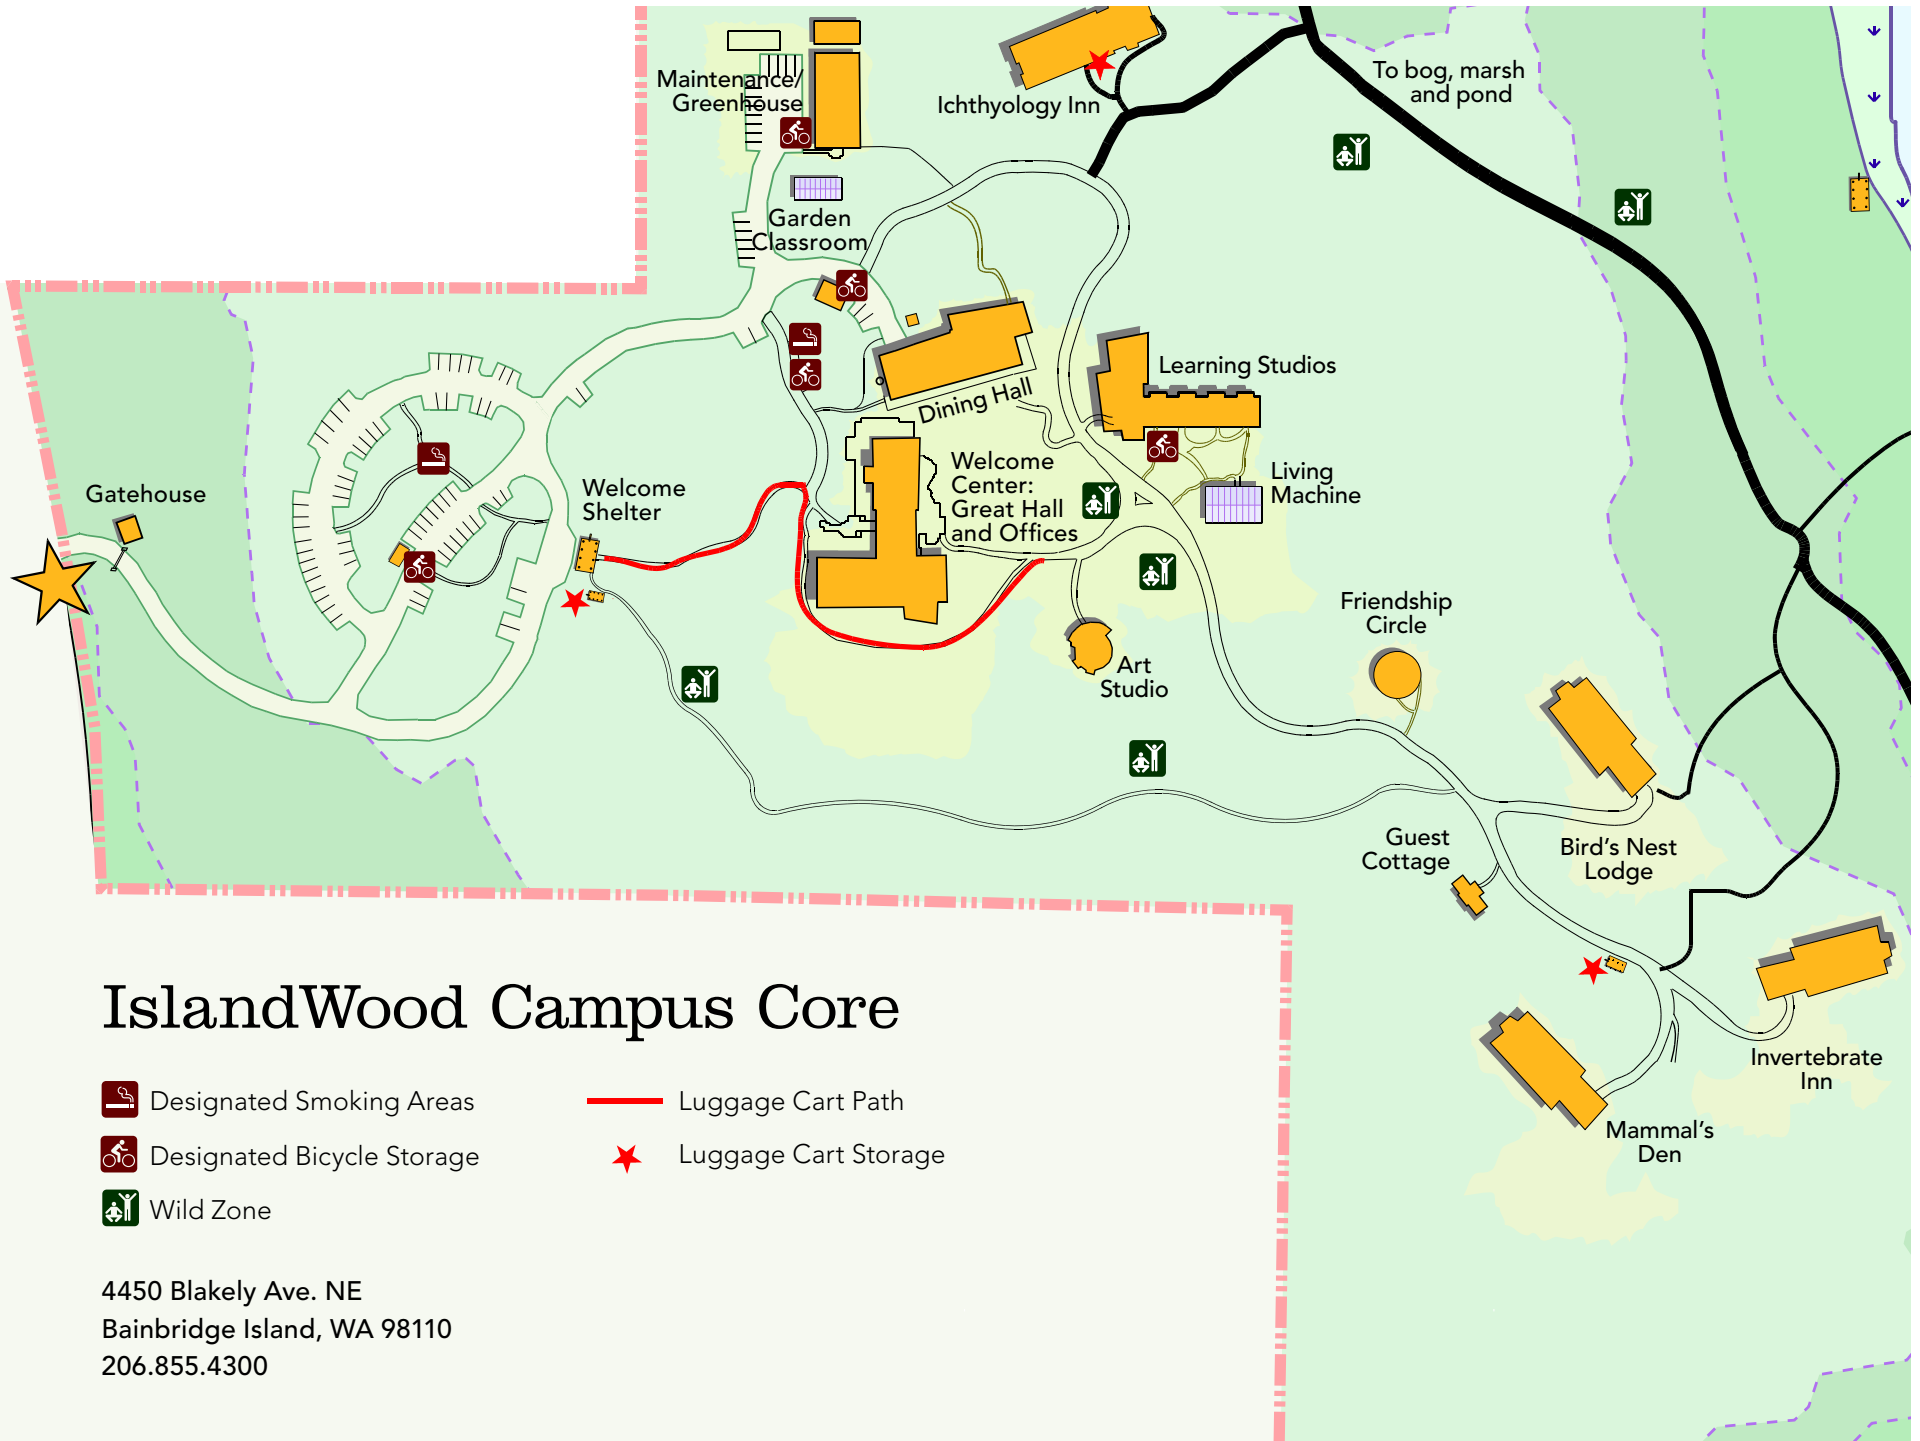 Maintenance/
Greenhouse
Ichthyology Inn
To bog, marsh
and pond
Garden
Classroom
Dining Hall
Learning Studios
Gatehouse
Welcome
Shelter
Welcome
Center:
Great Hall
and Offices
Living
Machine
Friendship
Circle
Art
Studio
Guest
Cottage
Bird's Nest
Lodge
Invertebrate
Inn
Mammal's
Den
IslandWood Campus Core
Designated Smoking Areas
Luggage Cart Path
Designated Bicycle Storage
Luggage Cart Storage
Wild Zone
4450 Blakely Ave. NE
Bainbridge Island, WA 98110
206.855.4300